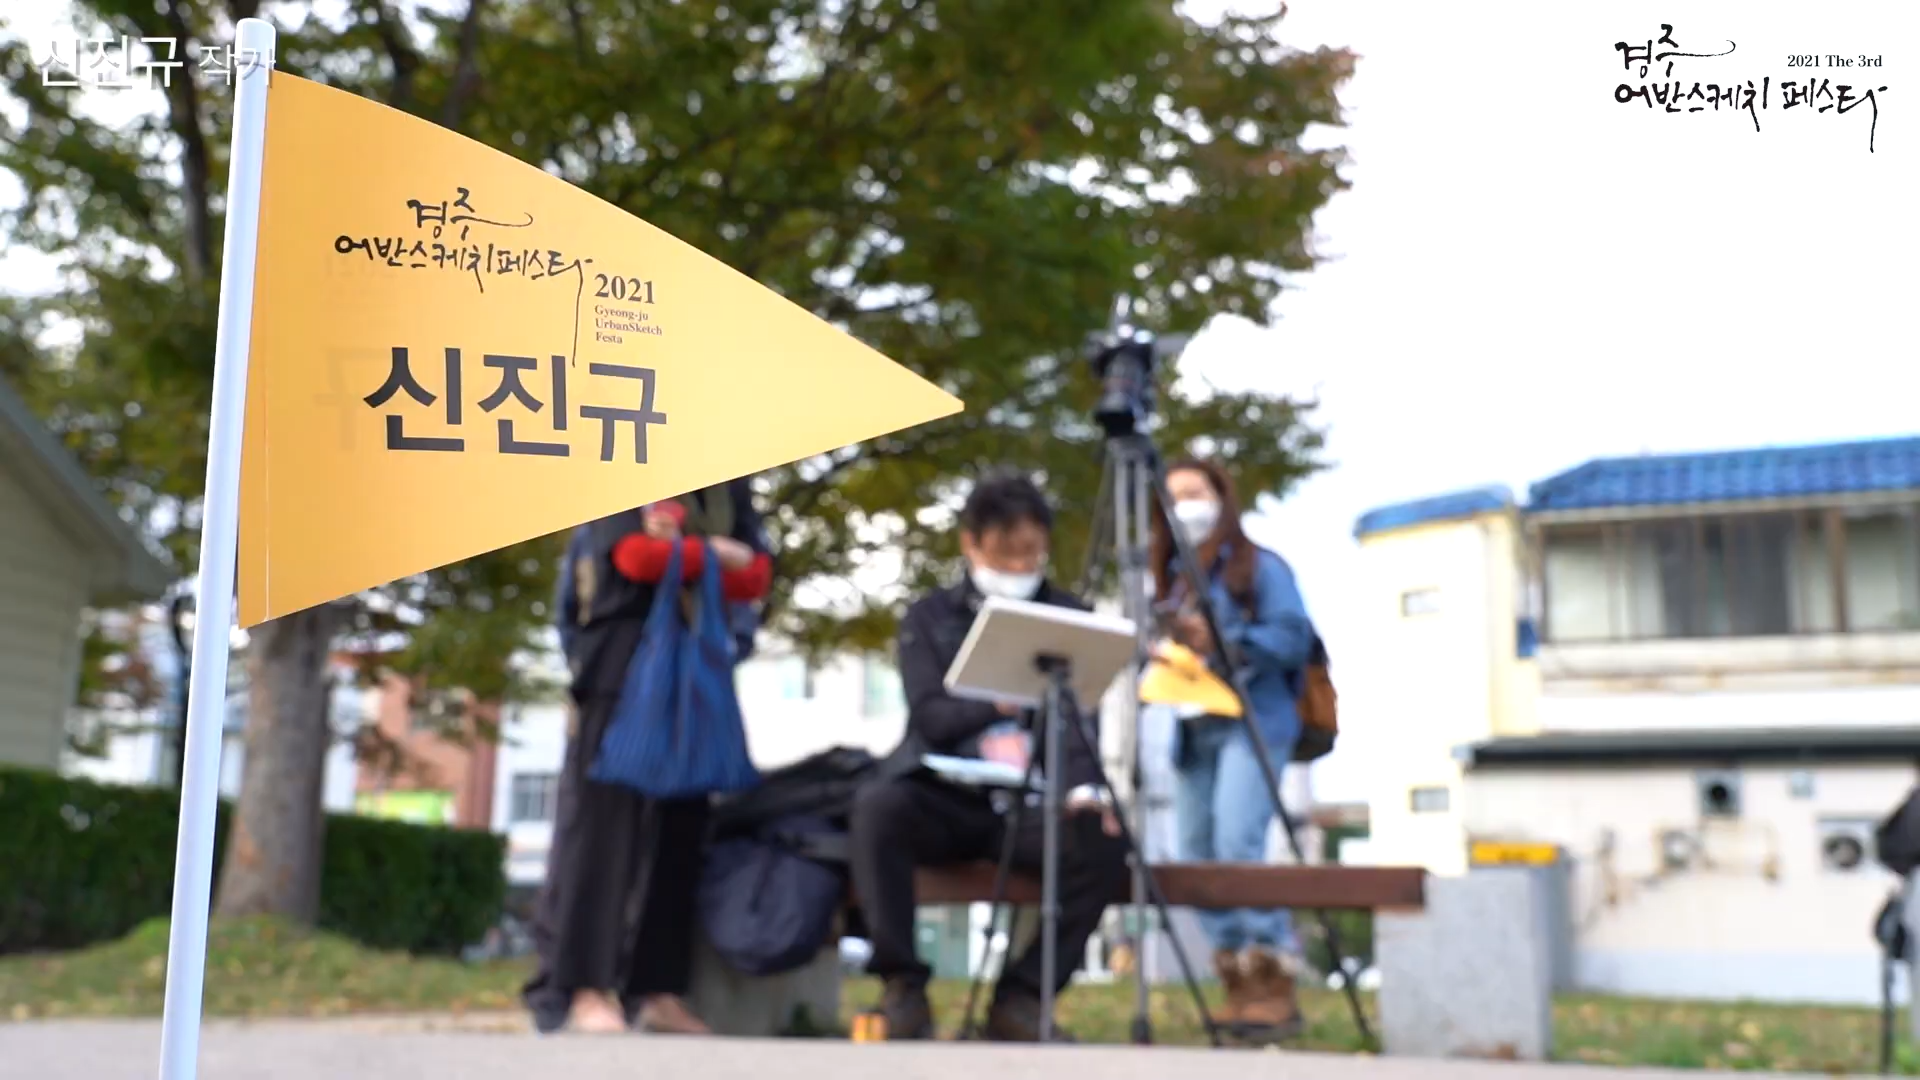 신진규 작가
경주
2021 The 3rd
어반스케치 페스타
경주
어반스케치 페스타
2021
Gyeong-ju
UrbanSketch
Festa
신진규